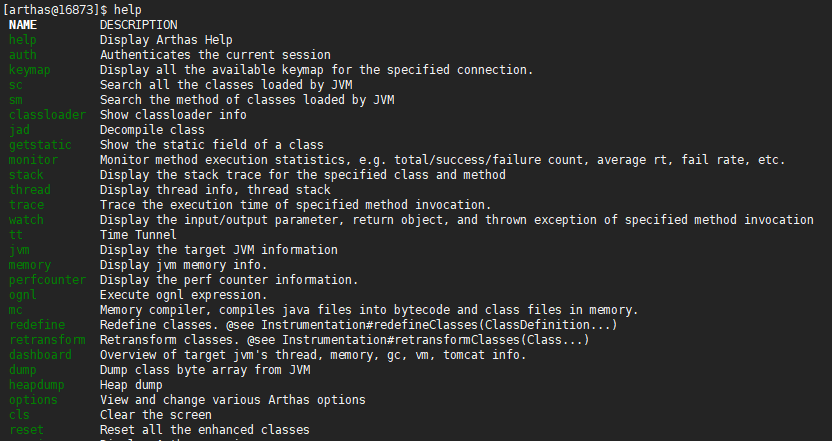 [arthas@16873]$ help
NAME DESCRIPTION
help Display Arthas Help
auth Authenticates the current session
keymap Display all the available keymap for the specified connection.
sc Search all the classes loaded by JVM
sm Search the method of classes loaded by JVM
classloader Show classloader info
jad Decompile class
getstatic Show the static field of a class
monitor Monitor method execution statistics, e.g. total/success/failure count, average rt, fail rate, etc.
stack Display the stack trace for the specified class and method
thread Display thread info, thread stack
trace Trace the execution time of specified method invocation.
watch Display the input/output parameter, return object, and thrown exception of specified method invocation
tt Time Tunnel
jvm Display the target JVM information
memory Display jvm memory info.
perfcounter Display the perf counter information.
ognl Execute ognl expression.
mc Memory compiler, compiles java files into bytecode and class files in memory.
redefine Redefine classes. @see Instrumentation#redefineClasses(ClassDefinition...)
retransform Retransform classes. @see Instrumentation#retransformClasses(Class...)
dashboard Overview of target jvm's thread, memory, gc, vm, tomcat info.
dump Dump class byte array from JVM
heapdump Heap dump
options View and change various Arthas options
cls Clear the screen
reset Reset all the enhanced classes